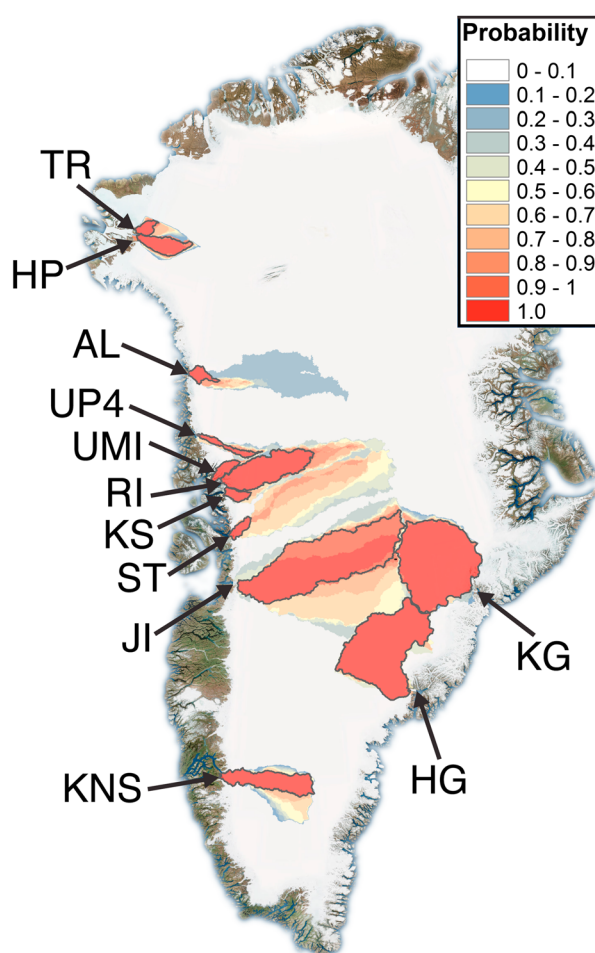 Probability
0 - 0.1
0.1 - 0.2
0.2 - 0.3
0.3 - 0.4
0.4 - 0.5
0.5 - 0.6
0.6 - 0.7
0.7 - 0.8
0.8 - 0.9
0.9 - 1
1.0
TR
HP
AL
UP4
UMI
RI
KS
ST
JI
KG
HG
KNS